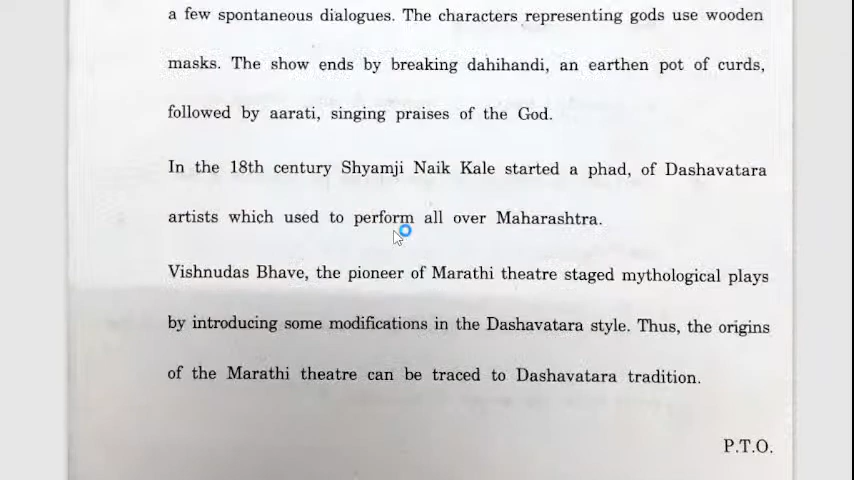 a few spontaneous dialogues. The characters representing gods use wooden
masks. The show ends by breaking dahihandi, an earthen pot of curds,
followed by aarati, singing praises of the God.
In the 18th century Shyamji Naik Kale started a phad, of Dashavatara
artists which used to perform all over Maharashtra.
Vishnudas Bhave, the pioneer of Marathi theatre staged mythological plays
by introducing some modifications in the Dashavatara style. Thus, the origins
of the Marathi theatre can be traced to Dashavatara tradition.
P.T.O.